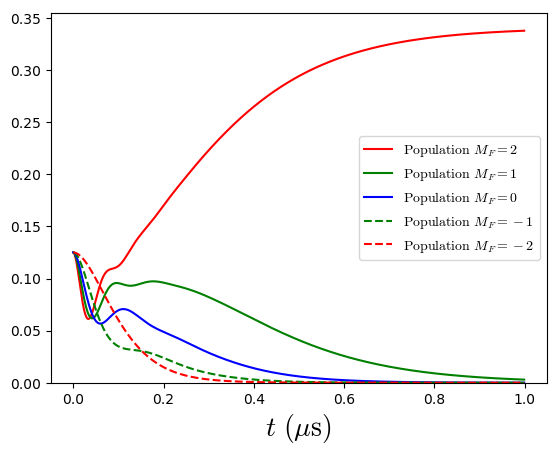 0.35
0.30
0.25
0.20
0.15
0.10
0.05
0.00
Population $M_F = 2$
Population $M_F = 1$
Population $M_F = 0$
Population $M_F = -1$
Population $M_F = -2$
0.0 0.2 0.4 0.6 0.8 1.0
$t$ ($\mu$s)